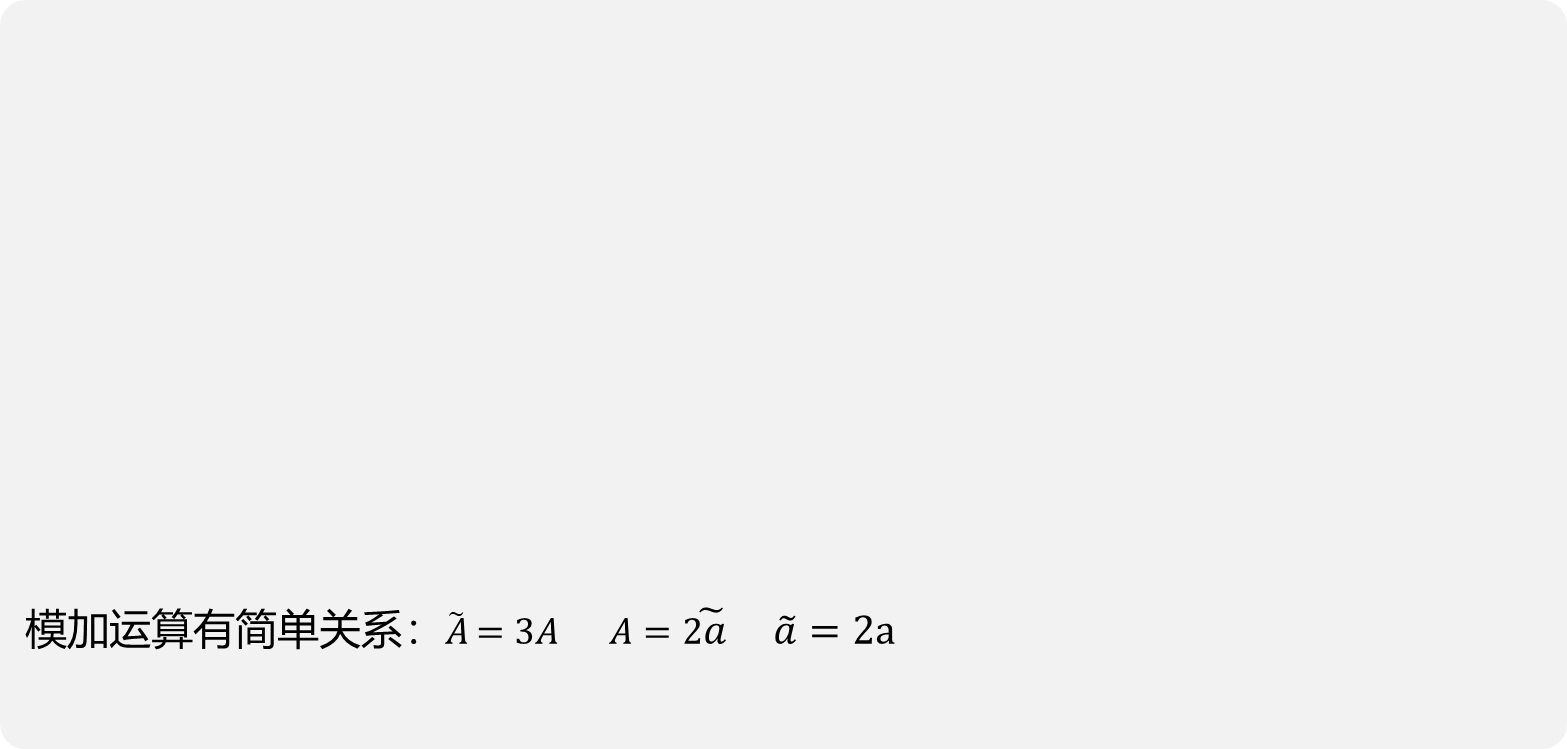 模加运算有简单关系：Ã = 3A A = 2ã ã = 2a